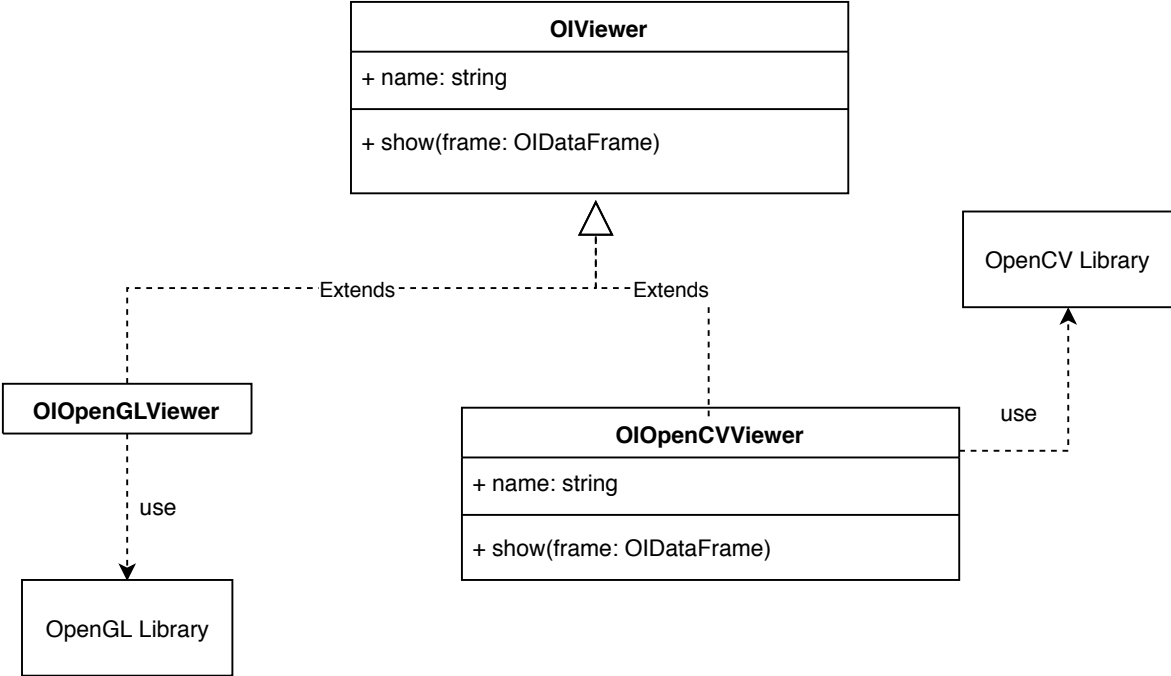 OIViewer
+ name: string
+ show(frame: OIDataFrame)
OpenCV Library
Extends
Extends
OIOpenGLViewer
use
OIOpenCVViewer
use
+ name: string
+ show(frame: OIDataFrame)
OpenGL Library